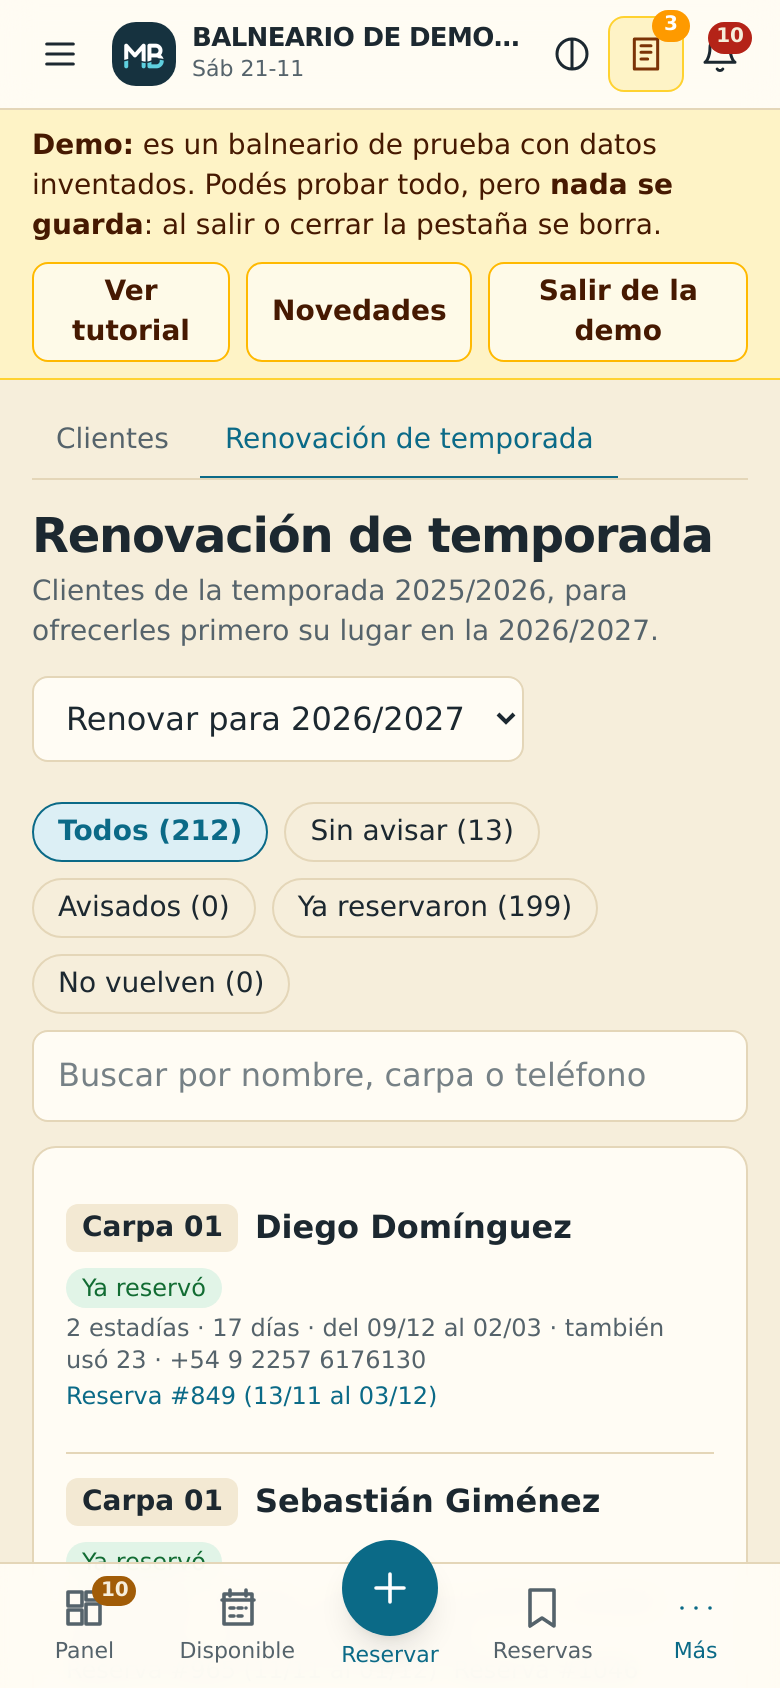 MB
BALNEARIO DE DEMO...
Sáb 21-11
3
10
Demo: es un balneario de prueba con datos
inventados. Podés probar todo, pero nada se
guarda: al salir o cerrar la pestaña se borra.
Ver
tutorial
Novedades
Salir de la
demo
Clientes
Renovación de temporada
Renovación de temporada
Clientes de la temporada 2025/2026, para
ofrecerles primero su lugar en la 2026/2027.
Renovar para 2026/2027
Todos (212)
Sin avisar (13)
Avisados (0)
Ya reservaron (199)
No vuelven (0)
Buscar por nombre, carpa o teléfono
Carpa 01
Diego Domínguez
Ya reservó
2 estadías · 17 días · del 09/12 al 02/03 · también
usó 23 · +54 9 2257 6176130
Reserva #849 (13/11 al 03/12)
Carpa 01
Sebastián Giménez
Ya reservó
10
Panel
Disponible
Reservar
Reservas
Más